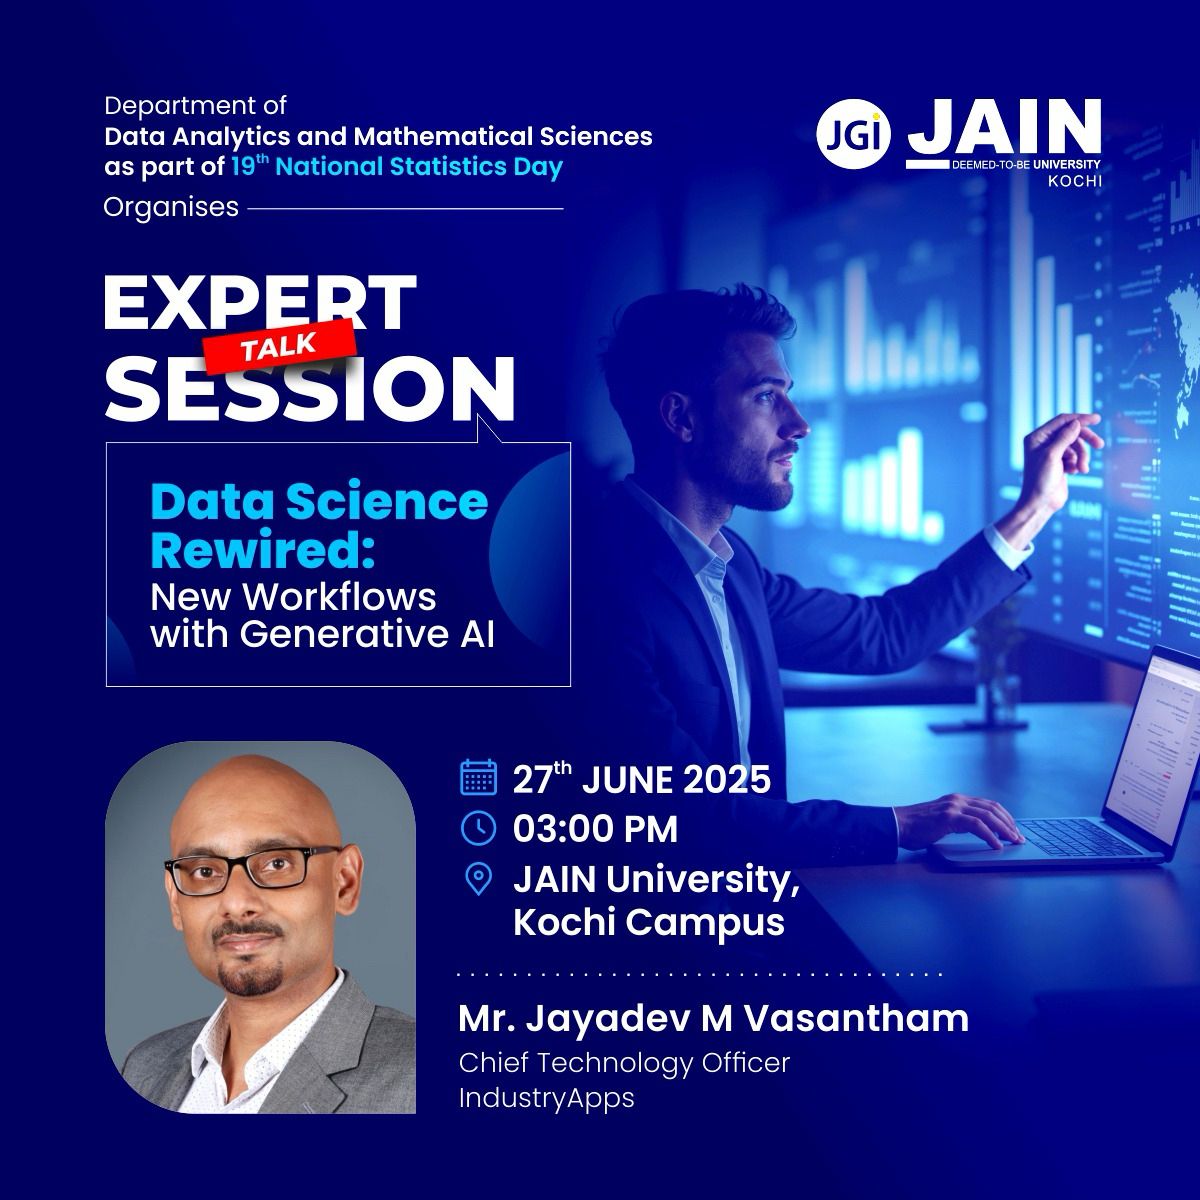 Department of
Data Analytics and Mathematical Sciences
as part of 19th National Statistics Day
Organises
JGi JAIN
DEEMED-TO-BE UNIVERSITY
KOCHI
EXPERT
TALK
SESSION
Data Science
Rewired:
New Workflows
with Generative AI
27th JUNE 2025
03:00 PM
JAIN University,
Kochi Campus
Mr. Jayadev M Vasantham
Chief Technology Officer
IndustryApps